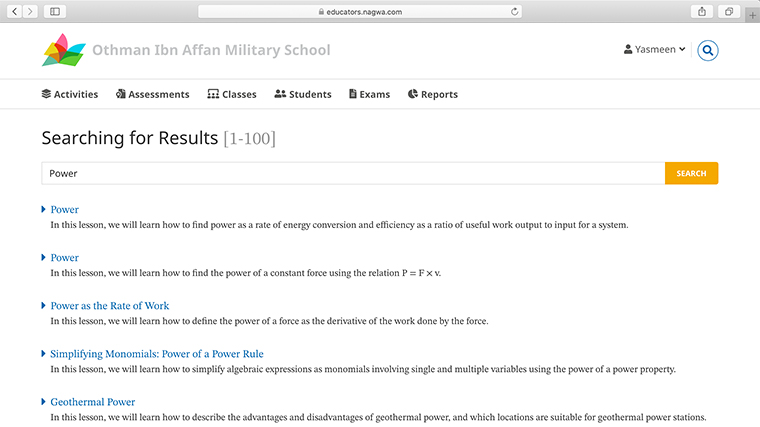 educators.nagwa.com
Othman Ibn Affan Military School
Yasmeen
Activities Assessments Classes Students Exams Reports
Searching for Results [1-100]
Power SEARCH
Power
In this lesson, we will learn how to find power as a rate of energy conversion and efficiency as a ratio of useful work output to input for a system.
Power
In this lesson, we will learn how to find the power of a constant force using the relation P = F × v.
Power as the Rate of Work
In this lesson, we will learn how to define the power of a force as the derivative of the work done by the force.
Simplifying Monomials: Power of a Power Rule
In this lesson, we will learn how to simplify algebraic expressions as monomials involving single and multiple variables using the power of a power property.
Geothermal Power
In this lesson, we will learn how to describe the advantages and disadvantages of geothermal power, and which locations are suitable for geothermal power stations.